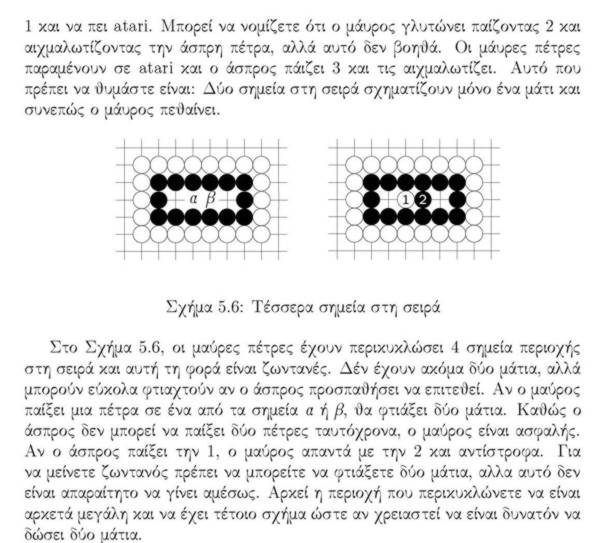 1 και να πει atari. Μπορεί να νομίζετε ότι ο μάυρος γλυτώνει παίζοντας 2 και
αιχμαλωτίζοντας την άσπρη πέτρα, αλλά αυτό δεν βοηθά. Οι μάυρες πέτρες
παραμένουν σε atari και ο άσπρος πάιζει 3 και τις αιχμαλωτίζει. Αυτό που
πρέπει να θυμάστε είναι: Δύο σημεία στη σειρά σχηματίζουν μόνο ένα μάτι και
συνεπώς ο μάυρος πεθαίνει.
α β
1 2
Σχήμα 5.6: Τέσσερα σημεία στη σειρά
Στο Σχήμα 5.6, οι μαύρες πέτρες έχουν περικυκλώσει 4 σημεία περιοχής
στη σειρά και αυτή τη φορά είναι ζωντανές. Δέν έχουν ακόμα δύο μάτια, αλλά
μπορούν εύκολα φτιαχτούν αν ο άσπρος προσπαθήσει να επιτεθεί. Αν ο μαύρος
παίξει μια πέτρα σε ένα από τα σημεία α ή β, θα φτιάξει δύο μάτια. Καθώς ο
άσπρος δεν μπορεί να παίξει δύο πέτρες ταυτόχρονα, ο μαύρος είναι ασφαλής.
Αν ο άσπρος παίξει την 1, ο μαύρος απαντά με την 2 και αντίστροφα. Για
να μείνετε ζωντανός πρέπει να μπορείτε να φτιάξετε δύο μάτια, αλλα αυτό δεν
είναι απαραίτητο να γίνει αμέσως. Αρκεί η περιοχή που περικυκλώνετε να είναι
αρκετά μεγάλη και να έχει τέτοιο σχήμα ώστε αν χρειαστεί να είναι δυνατόν να
δώσει δύο μάτια.